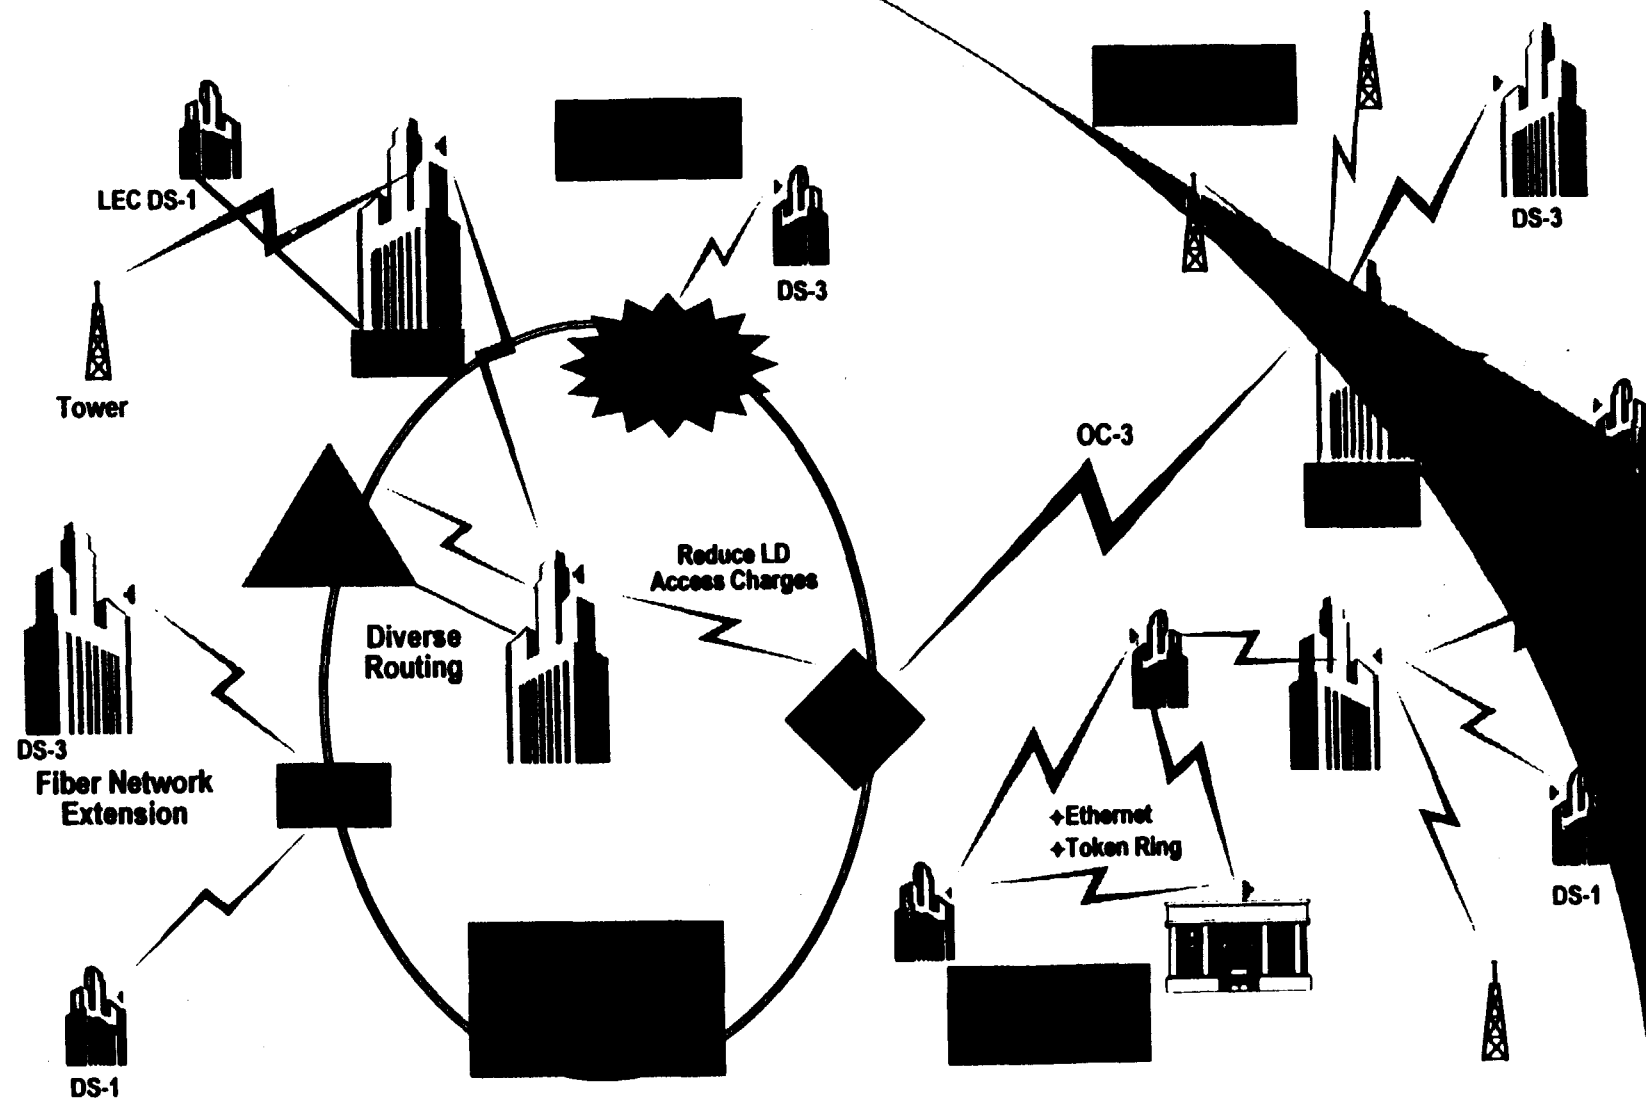 LEC DS-1
DS-3
DS-3
Tower
OC-3
Reduce LD
Access Charges
Diverse
Routing
DS-3
Fiber Network
Extension
✦Ethernet
✦Token Ring
DS-1
DS-1